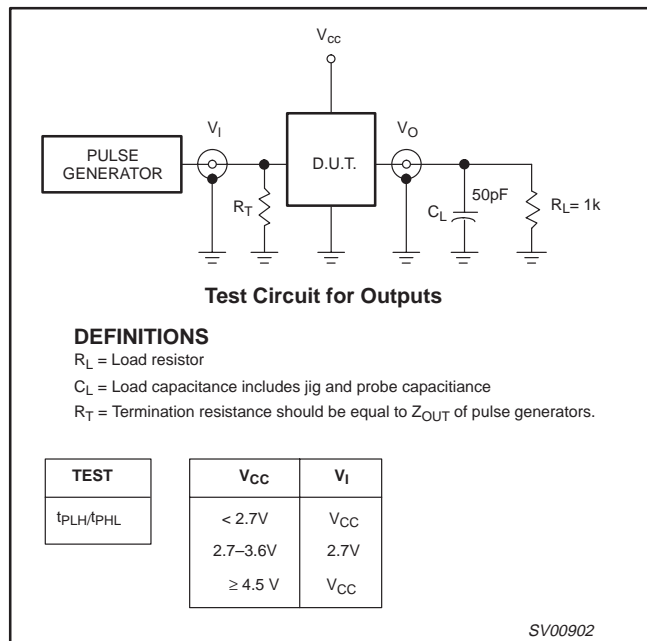 Vcc
PULSE
GENERATOR
VI
RT
D.U.T.
VO
50pF
CL
RL= 1k
Test Circuit for Outputs
DEFINITIONS
RL = Load resistor
CL = Load capacitance includes jig and probe capacitiance
RT = Termination resistance should be equal to ZOUT of pulse generators.
TEST
tPLH/tPHL
VCC VI
< 2.7V VCC
2.7–3.6V 2.7V
≥ 4.5 V VCC
SV00902